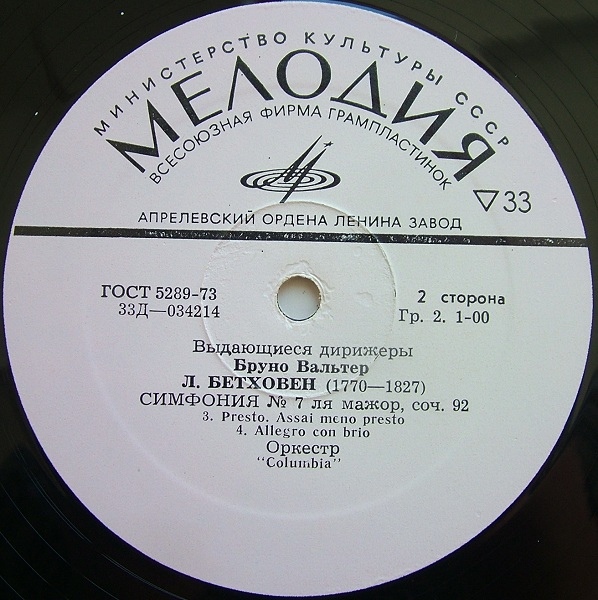 МИНИСТЕРСТВО КУЛЬТУРЫ СССР
МЕЛОДИЯ
ВСЕСОЮЗНАЯ ФИРМА ГРАМПЛАСТИНОК
▽33
АПРЕЛЕВСКИЙ ОРДЕНА ЛЕНИНА ЗАВОД
ГОСТ 5289-73
33Д—034214
2 сторона
Гр. 2. 1-00
Выдающиеся дирижеры
Бруно Вальтер
Л. БЕТХОВЕН (1770—1827)
СИМФОНИЯ № 7 ля мажор, соч. 92
3. Presto. Assai meno presto
4. Allegro con brio
Оркестр
"Columbia"